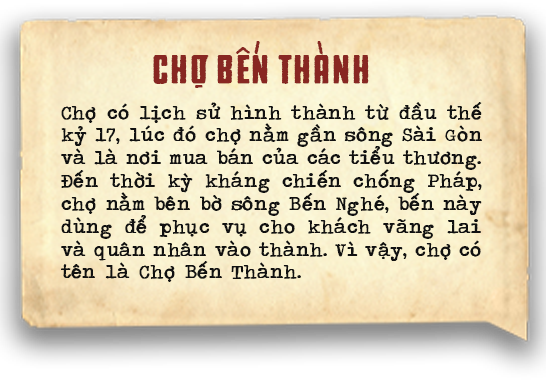 CHỢ BẾN THÀNH
Chợ có lịch sử hình thành từ đầu thế
kỷ 17, lúc đó chợ nằm gần sông Sài Gòn
và là nơi mua bán của các tiểu thương.
Đến thời kỳ kháng chiến chống Pháp,
chợ nằm bên bờ sông Bến Nghé, bến này
dùng để phục vụ cho khách vãng lai
và quân nhân vào thành. Vì vậy, chợ có
tên là Chợ Bến Thành.